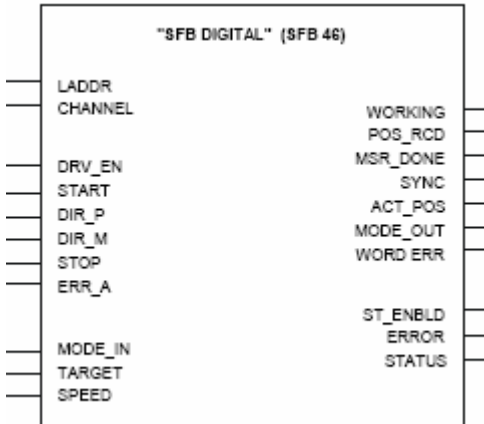 "SFB DIGITAL" (SFB 46)
LADDR
CHANNEL
DRV_EN
START
DIR_P
DIR_M
STOP
ERR_A
MODE_IN
TARGET
SPEED
WORKING
POS_RCD
MSR_DONE
SYNC
ACT_POS
MODE_OUT
WORD ERR
ST_ENBLD
ERROR
STATUS